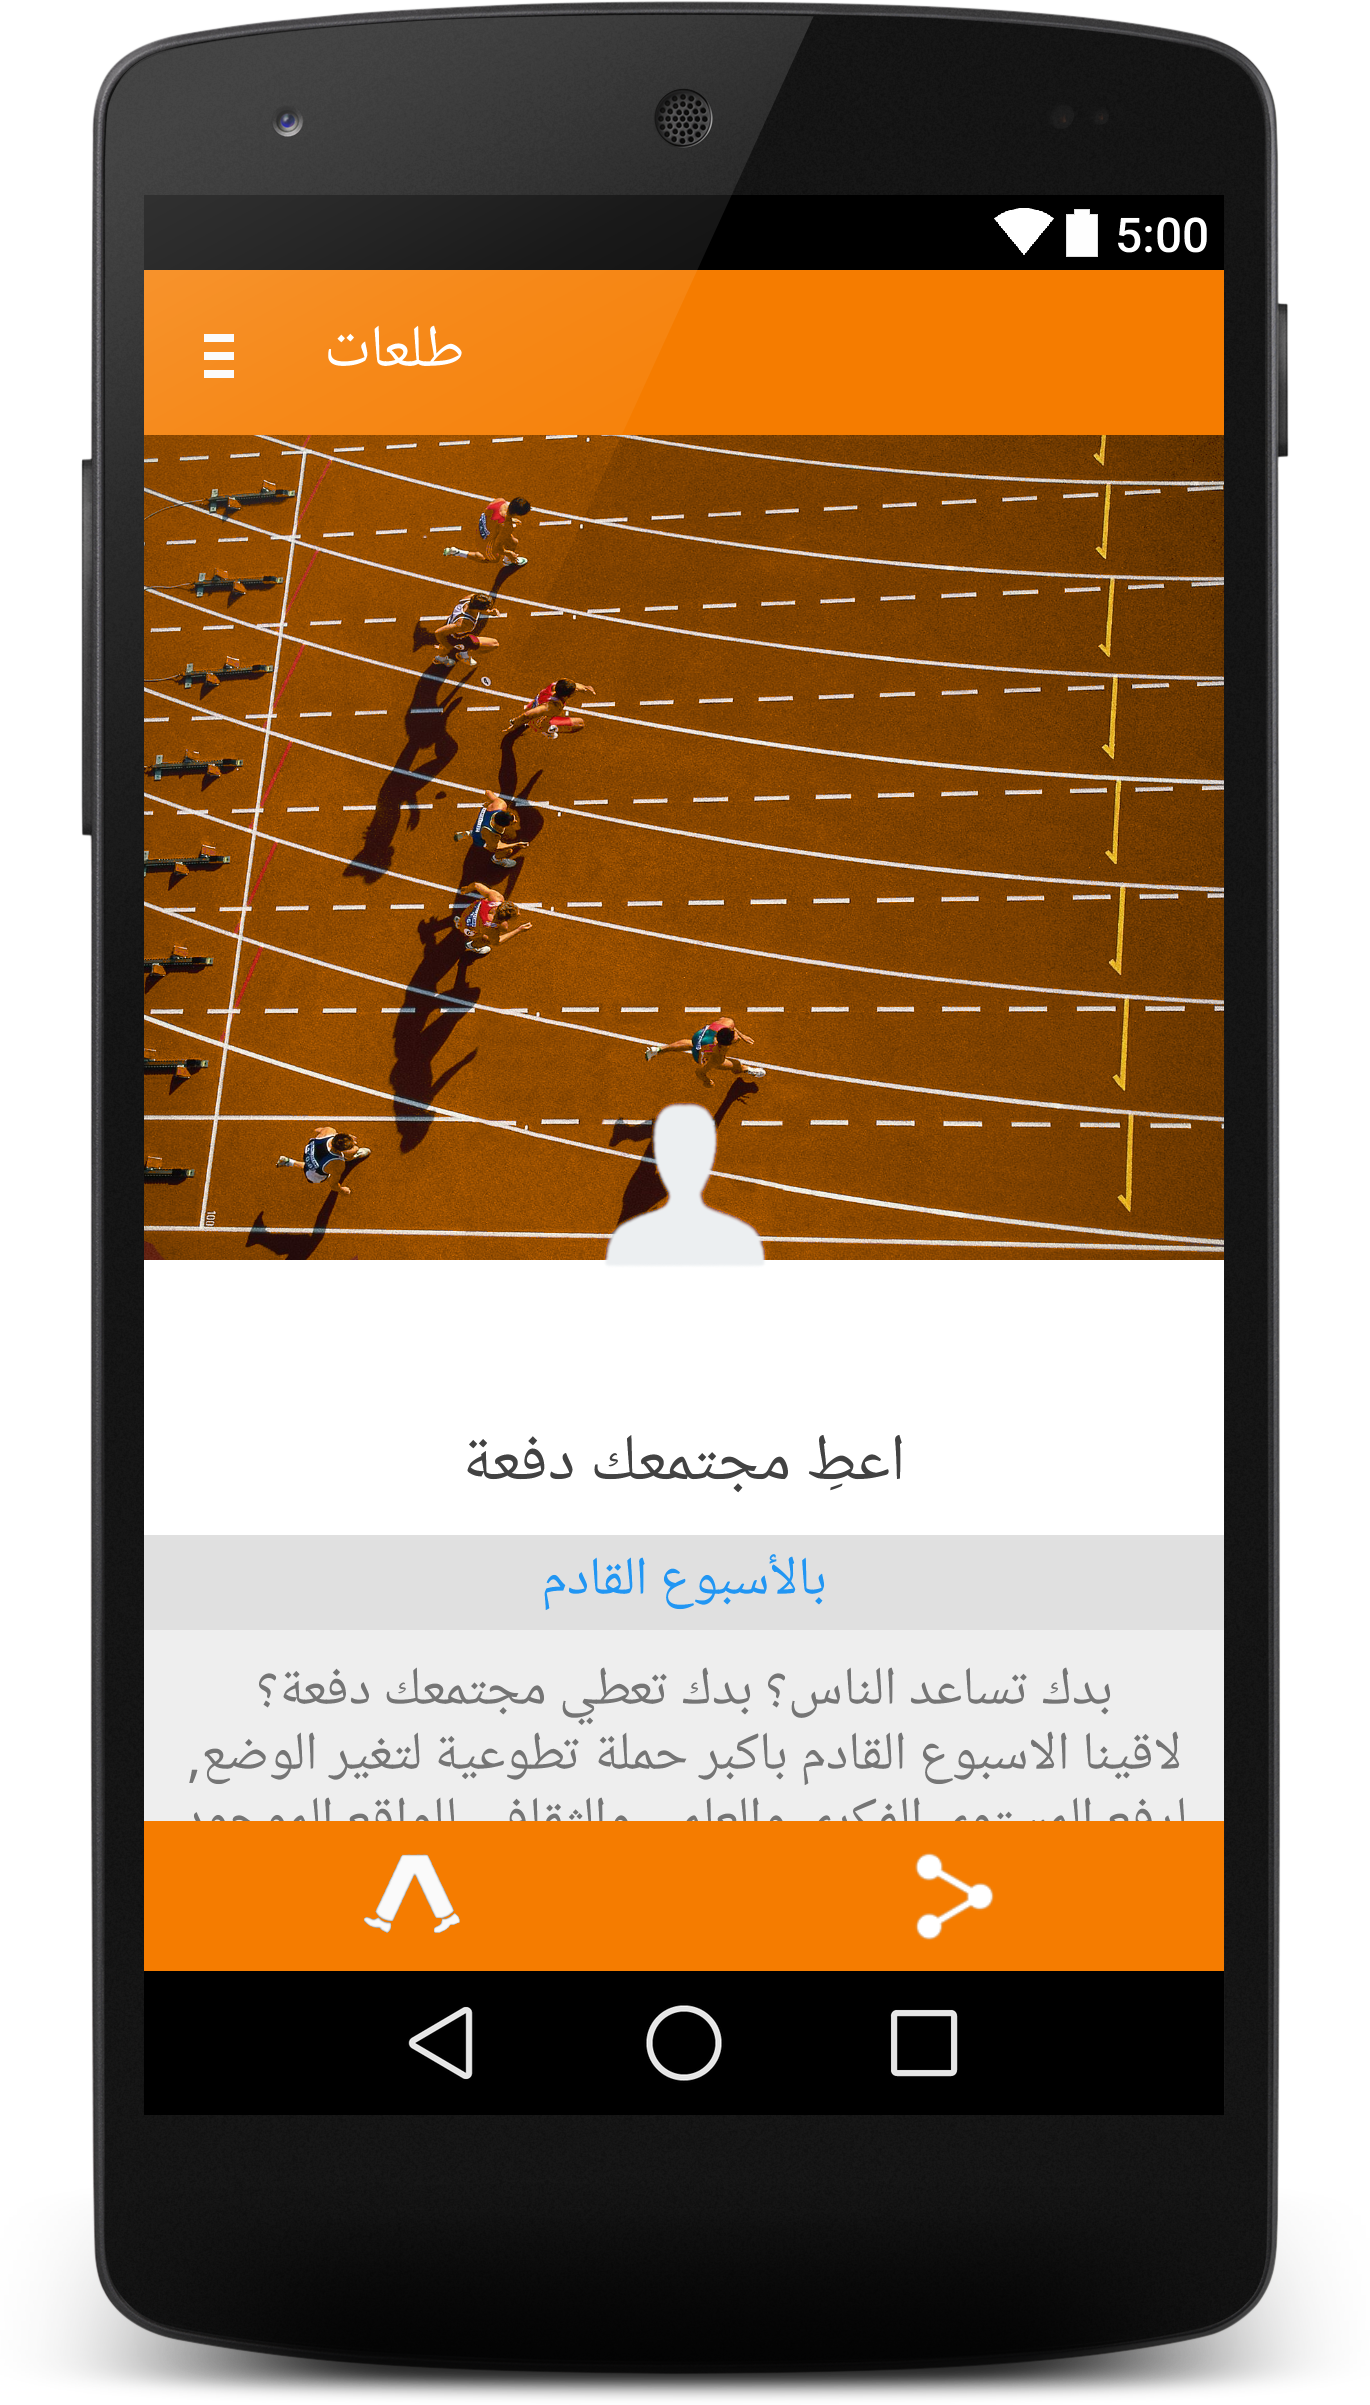 5:00
طلعات
100
اعطِ مجتمعك دفعة
بالأسبوع القادم
بدك تساعد الناس؟ بدك تعطي مجتمعك دفعة؟
لاقينا الاسبوع القادم باكبر حملة تطوعية لتغير الوضع,